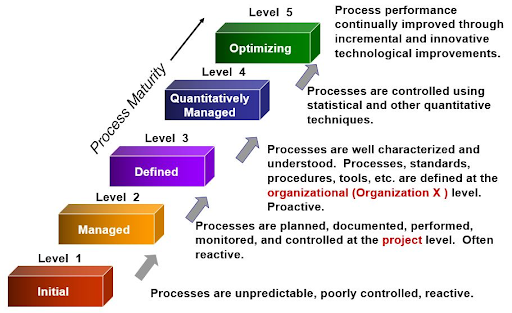 Level 5
Optimizing
Process performance
continually improved through
incremental and innovative
technological improvements.
Process Maturity
Level 4
Quantitatively
Managed
Processes are controlled using
statistical and other quantitative
techniques.
Level 3
Defined
Processes are well characterized and
understood. Processes, standards,
procedures, tools, etc. are defined at the
organizational (Organization X ) level.
Proactive.
Level 2
Managed
Processes are planned, documented, performed,
monitored, and controlled at the project level. Often
reactive.
Level 1
Initial
Processes are unpredictable, poorly controlled, reactive.